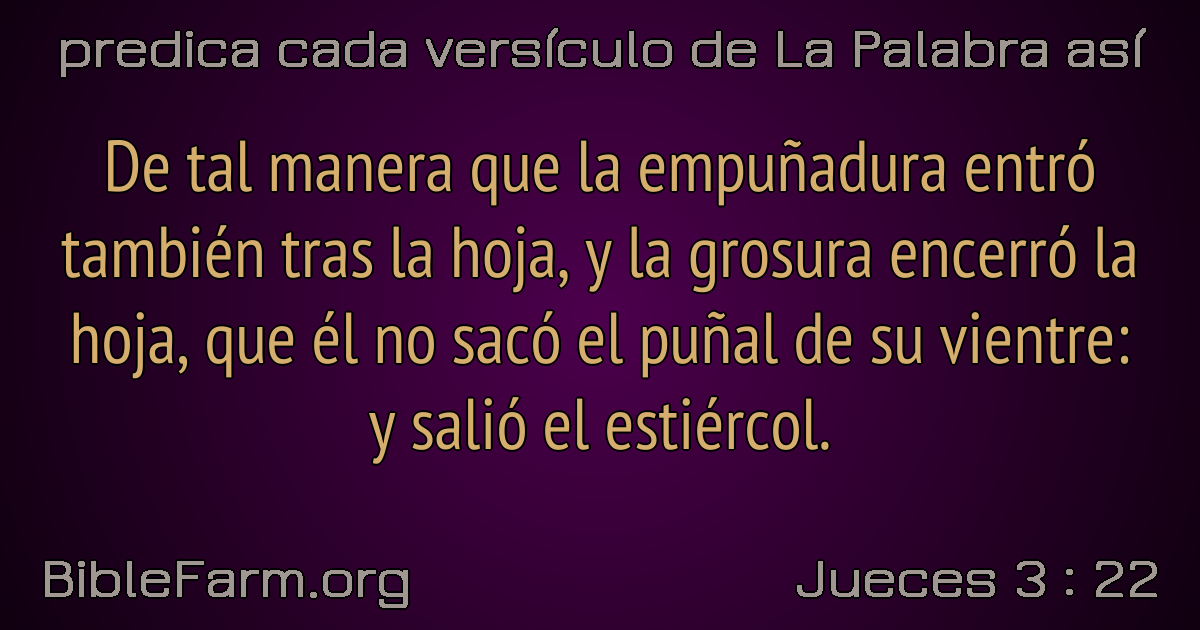 predica cada versículo de La Palabra así
De tal manera que la empuñadura entró
también tras la hoja, y la grosura encerró la
hoja, que él no sacó el puñal de su vientre:
y salió el estiércol.
BibleFarm.org
Jueces 3 : 22